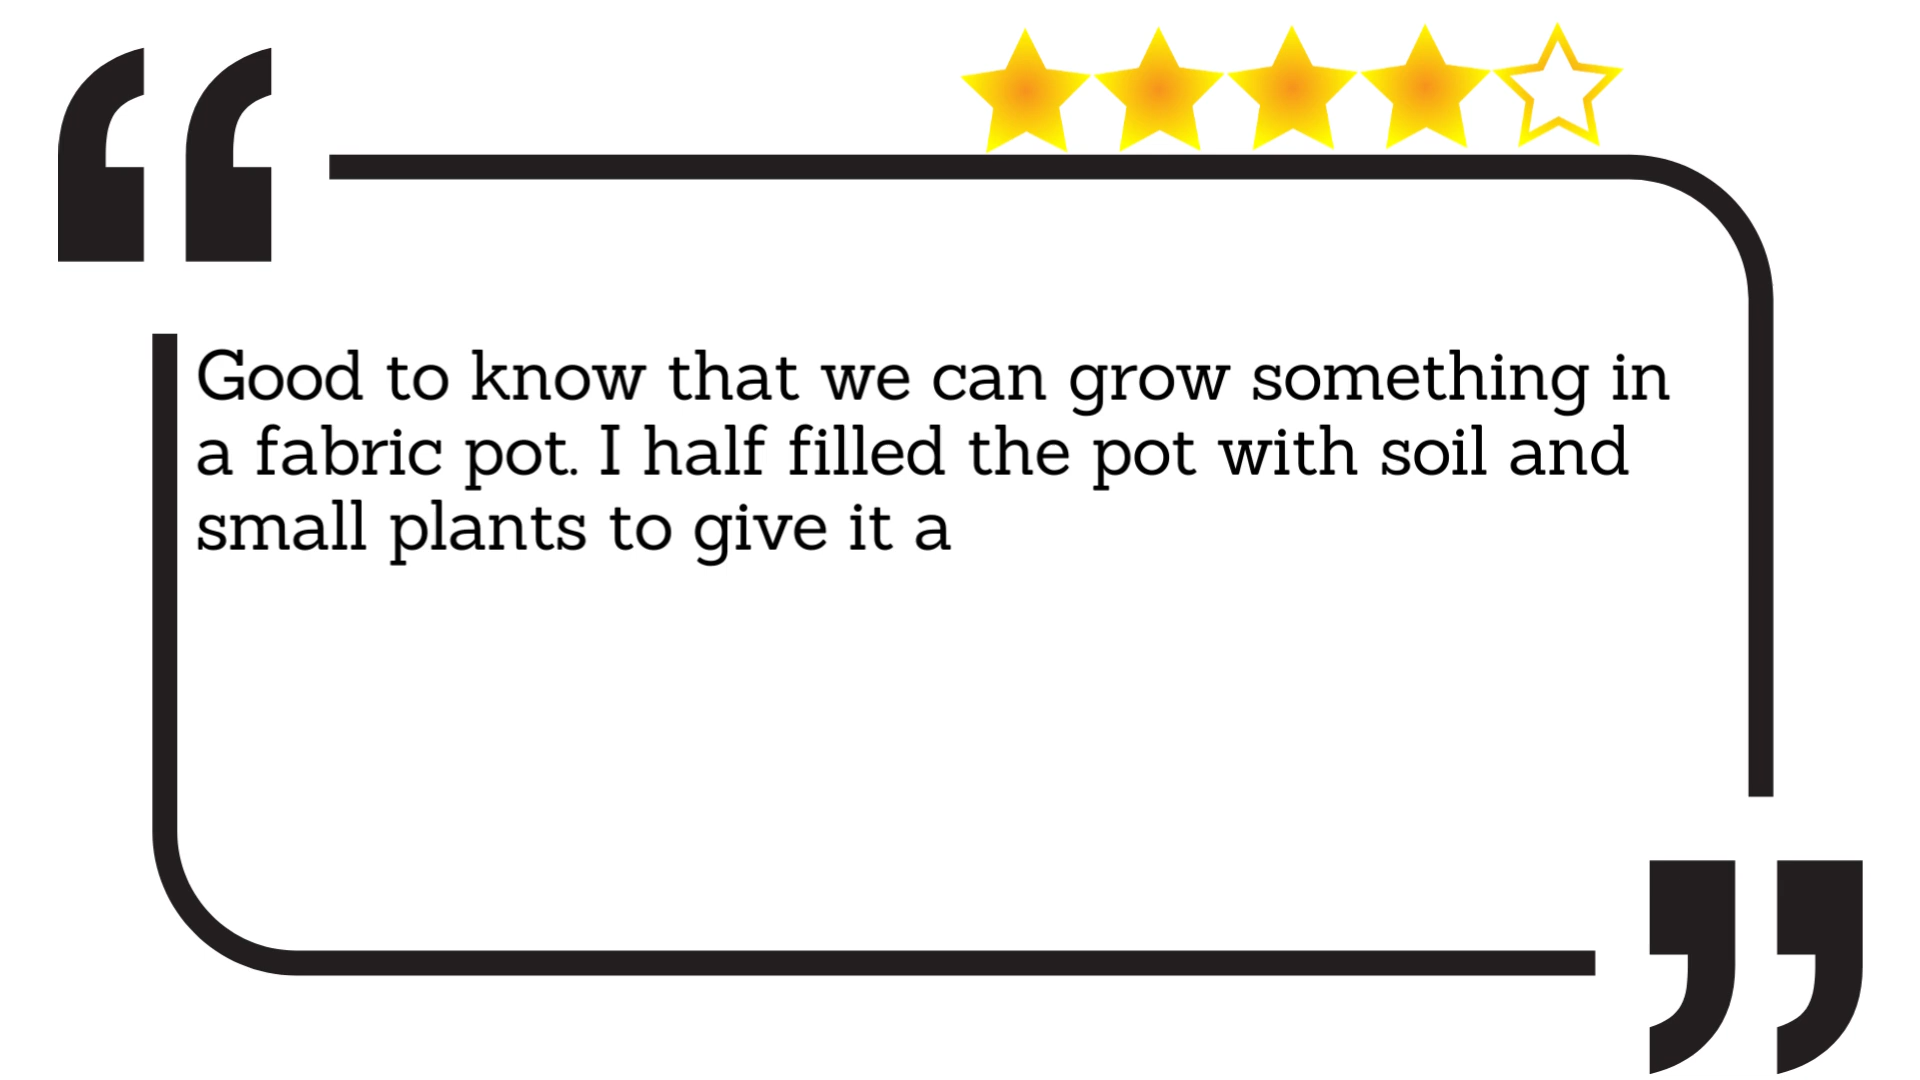 Good to know that we can grow something in
a fabric pot. I half filled the pot with soil and
small plants to give it a